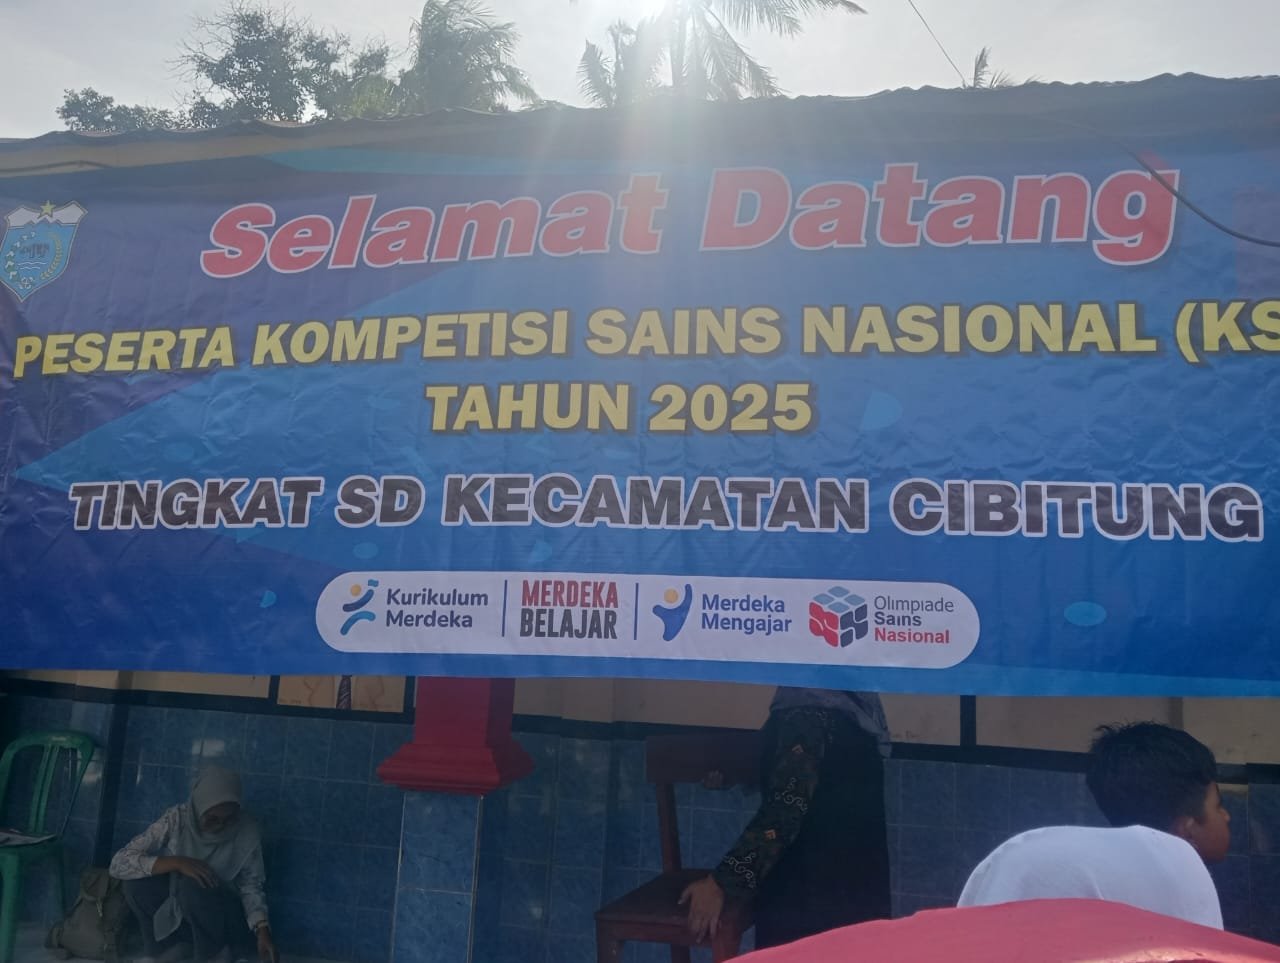 Selamat Datang
PESERTA KOMPETISI SAINS NASIONAL (KS
TAHUN 2025
TINGKAT SD KECAMATAN CIBITUNG
Kurikulum
Merdeka
MERDEKA
BELAJAR
Merdeka
Mengajar
Olimpiade
Sains
Nasional